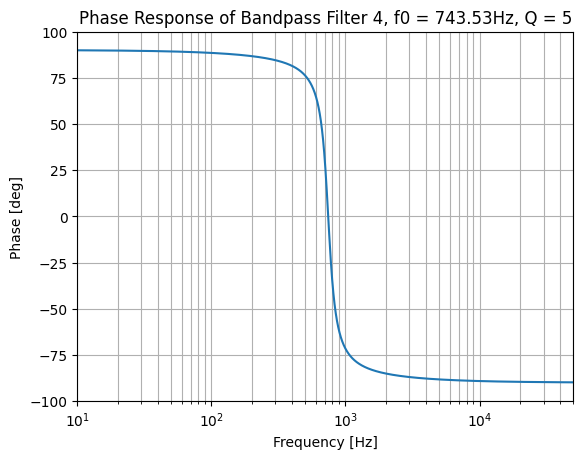 Phase Response of Bandpass Filter 4, f0 = 743.53Hz, Q = 5
100
75
50
25
0
−25
−50
−75
−100
Phase [deg]
10¹ 10² 10³ 10⁴
Frequency [Hz]